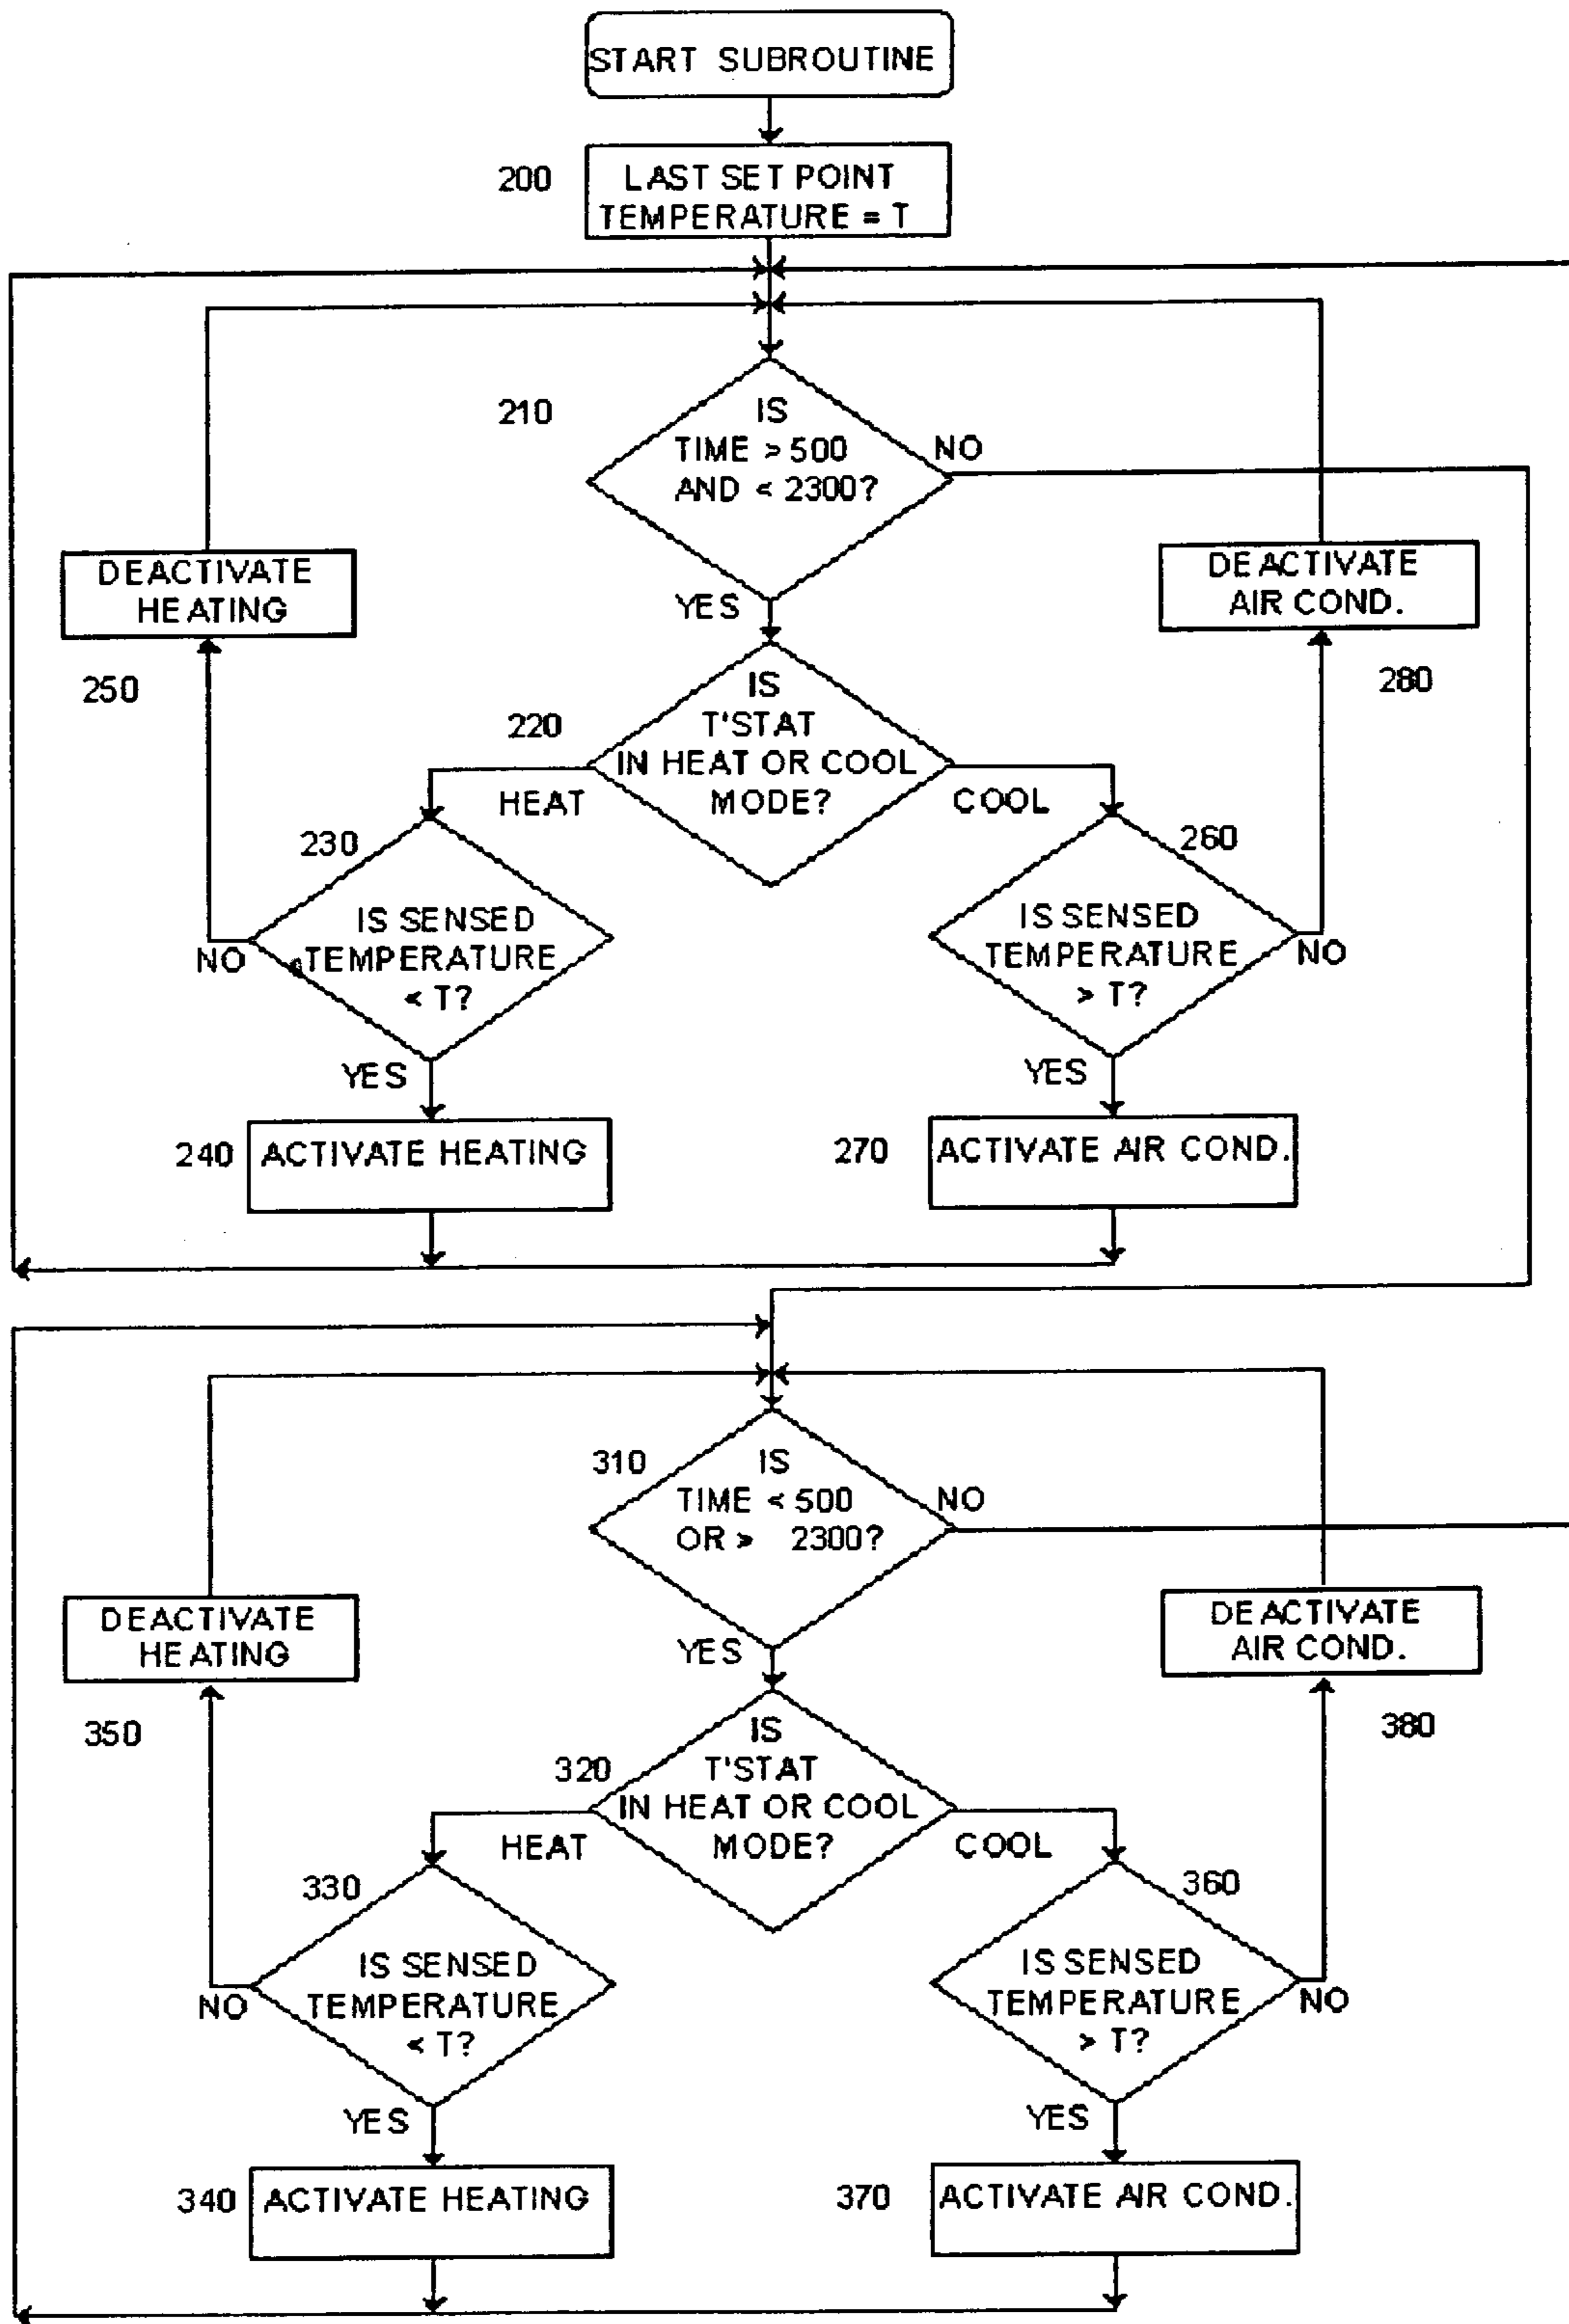 START SUBROUTINE
200
LAST SET POINT
TEMPERATURE = T
210
IS
TIME > 500
AND < 2300?
NO
YES
DEACTIVATE
HEATING
250
DEACTIVATE
AIR COND.
280
220
IS
T'STAT
IN HEAT OR COOL
MODE?
HEAT
COOL
230
IS SENSED
TEMPERATURE
< T?
NO
YES
260
IS SENSED
TEMPERATURE
> T?
NO
YES
240
ACTIVATE HEATING
270
ACTIVATE AIR COND.
310
IS
TIME < 500
OR > 2300?
NO
YES
DEACTIVATE
HEATING
350
DEACTIVATE
AIR COND.
380
320
IS
T'STAT
IN HEAT OR COOL
MODE?
HEAT
COOL
330
IS SENSED
TEMPERATURE
< T?
NO
YES
360
IS SENSED
TEMPERATURE
> T?
NO
YES
340
ACTIVATE HEATING
370
ACTIVATE AIR COND.